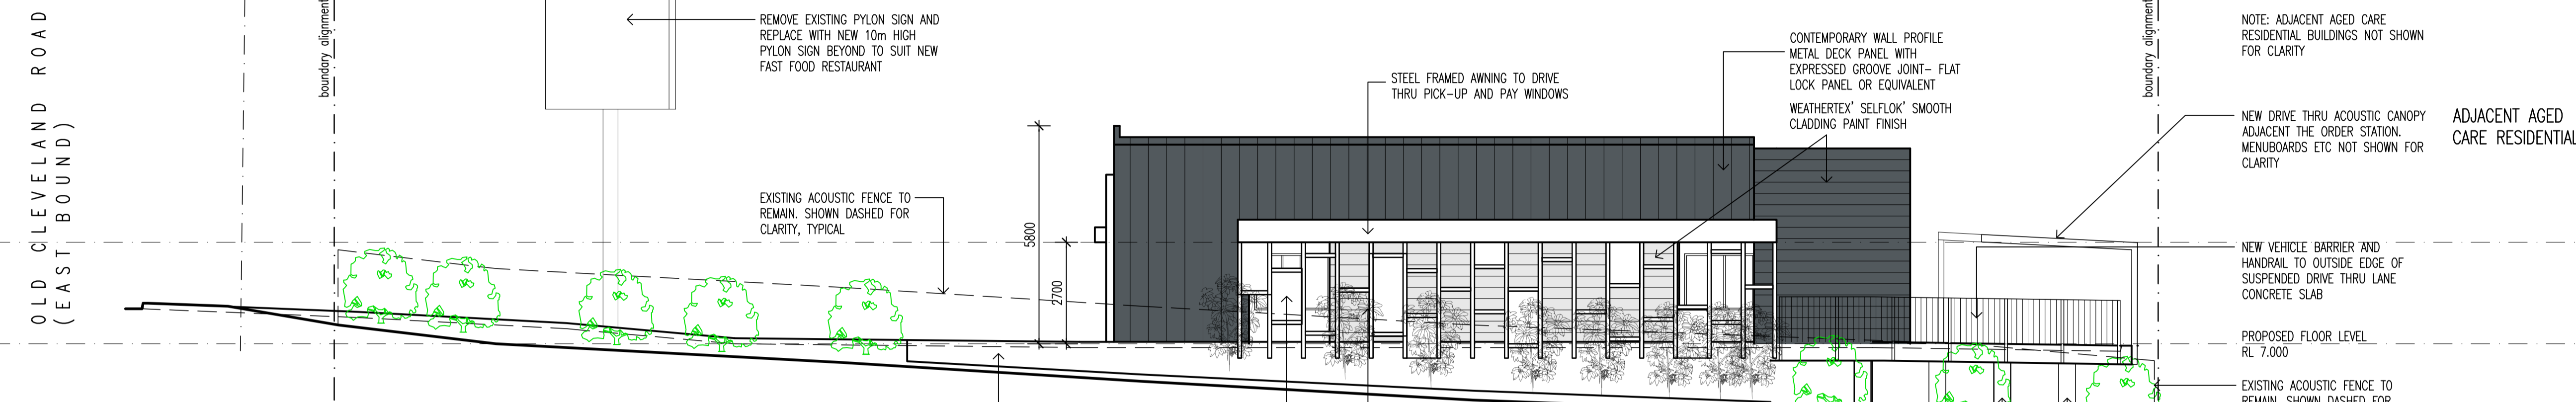 OLD CLEVELAND ROAD
(EAST BOUND)
boundary alignment
REMOVE EXISTING PYLON SIGN AND
REPLACE WITH NEW 10m HIGH
PYLON SIGN BEYOND TO SUIT NEW
FAST FOOD RESTAURANT
EXISTING ACOUSTIC FENCE TO
REMAIN. SHOWN DASHED FOR
CLARITY, TYPICAL
5800
2700
STEEL FRAMED AWNING TO DRIVE
THRU PICK-UP AND PAY WINDOWS
CONTEMPORARY WALL PROFILE
METAL DECK PANEL WITH
EXPRESSED GROOVE JOINT- FLAT
LOCK PANEL OR EQUIVALENT
WEATHERTEX' SELFLOK' SMOOTH
CLADDING PAINT FINISH
boundary alignment
NOTE: ADJACENT AGED CARE
RESIDENTIAL BUILDINGS NOT SHOWN
FOR CLARITY
NEW DRIVE THRU ACOUSTIC CANOPY
ADJACENT THE ORDER STATION.
MENUBOARDS ETC NOT SHOWN FOR
CLARITY
ADJACENT AGED
CARE RESIDENTIAL
NEW VEHICLE BARRIER AND
HANDRAIL TO OUTSIDE EDGE OF
SUSPENDED DRIVE THRU LANE
CONCRETE SLAB
PROPOSED FLOOR LEVEL
RL 7.000
EXISTING ACOUSTIC FENCE TO
REMAIN. SHOWN DASHED FOR